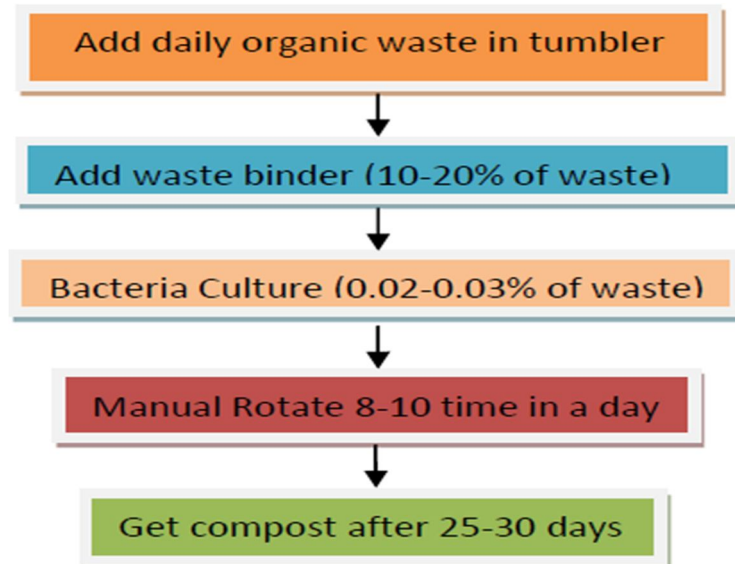 Add daily organic waste in tumbler
Add waste binder (10-20% of waste)
Bacteria Culture (0.02-0.03% of waste)
Manual Rotate 8-10 time in a day
Get compost after 25-30 days